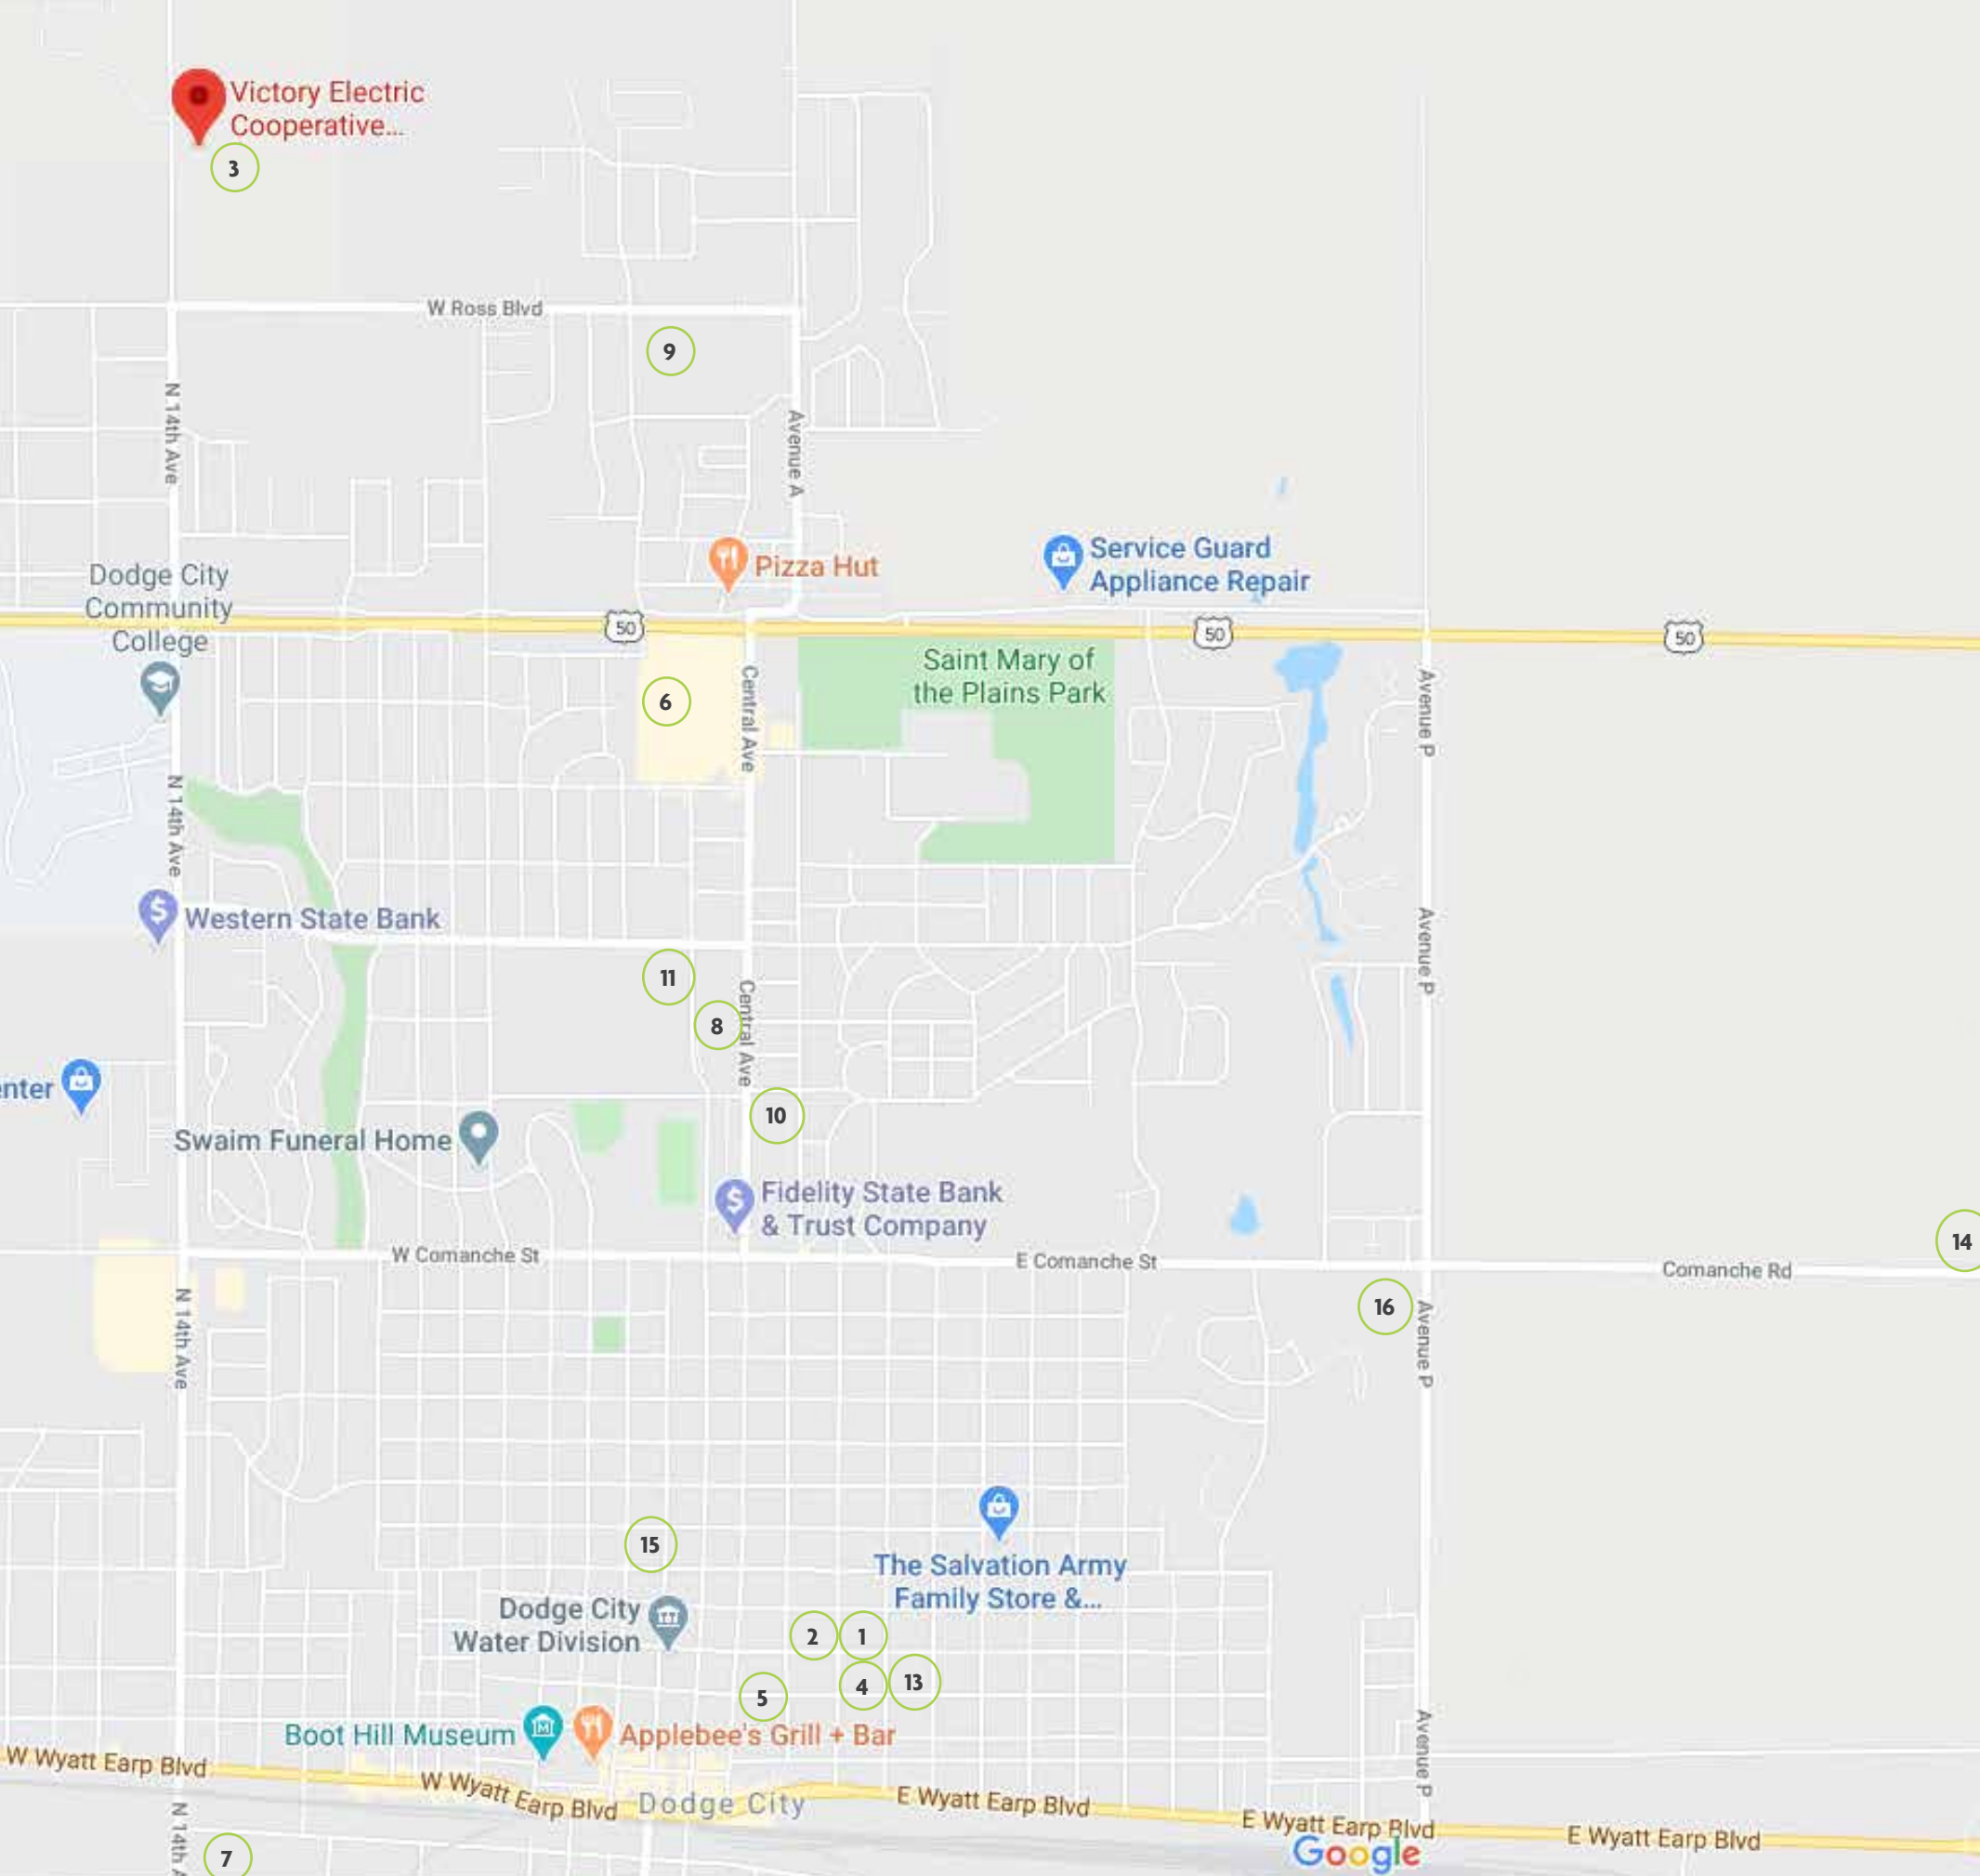 Victory Electric
Cooperative...
3
W Ross Blvd
9
N 14th Ave
Avenue A
Pizza Hut
Service Guard
Appliance Repair
Dodge City
Community
College
50
50
50
Saint Mary of
the Plains Park
6
Central Ave
Avenue P
N 14th Ave
Western State Bank
Avenue P
11
8
Central Ave
enter
10
Swaim Funeral Home
Fidelity State Bank
& Trust Company
14
W Comanche St
E Comanche St
Comanche Rd
16
N 14th Ave
Avenue P
15
The Salvation Army
Family Store &...
Dodge City
Water Division
2
1
4
13
5
Boot Hill Museum
Applebee's Grill + Bar
Avenue P
W Wyatt Earp Blvd
W Wyatt Earp Blvd
Dodge City
E Wyatt Earp Blvd
E Wyatt Earp Blvd
E Wyatt Earp Blvd
N 14th A
7
Google